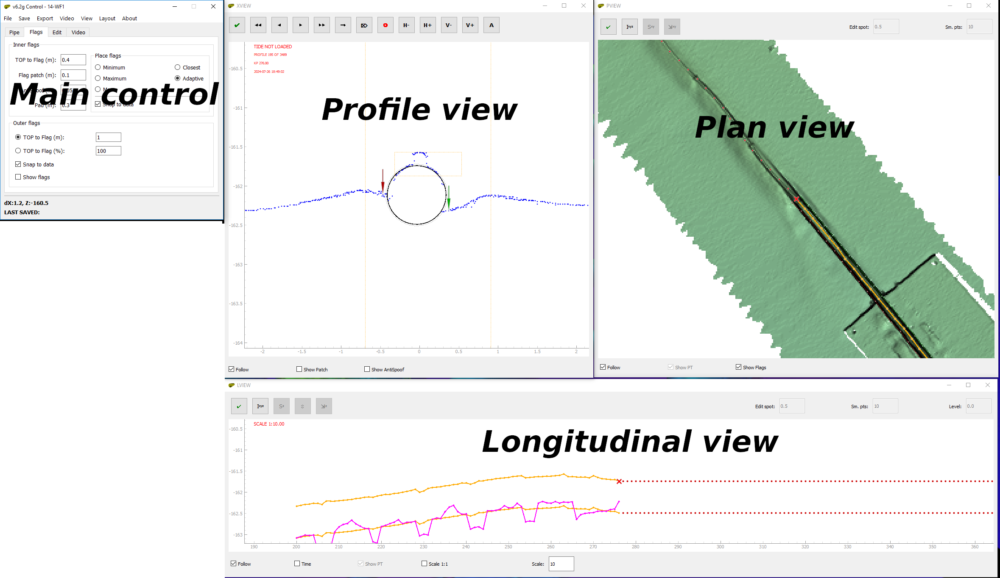 v6.2g Control - 14-WF1
File Save Export Video View Layout About
Pipe Flags Edit Video
Inner flags
TOP to Flag (m): 0.4
Flag patch (m): 0.1
Pad (m): 0.3
Place flags
Minimum Closest
Maximum Adaptive
Snap to data
Main control
Outer flags
TOP to Flag (m): 1
TOP to Flag (%): 100
Snap to data
Show flags
dX:1.2, Z:-160.5
LAST SAVED:
XVIEW
H- H+ V- V+ A
TIDE NOT LOADED
PROFILE 195 OF 3489
KP 276.00
2024-07-26 18:49:02
Profile view
-160.5
-161
-161.5
-162
-162.5
-163
-163.5
-164
-2 -1.5 -1 -0.5 0 0.5 1 1.5 2
Follow Show Patch Show AntiSpoof
PVIEW
Ixyz Sxy xy
Edit spot: 0.5 Sm. pts: 10
Plan view
Follow Show PT Show Flags
LVIEW
Ixyz Sz z
Edit spot: 0.5 Sm. pts: 10 Level: 0.0
SCALE 1:10.00
Longitudinal view
-160.5
-161
-161.5
-162
-162.5
-163
190 200 210 220 230 240 250 260 270 280 290 300 310 320 330 340 350 360
Follow Time Show PT Scale 1:1 Scale: 10